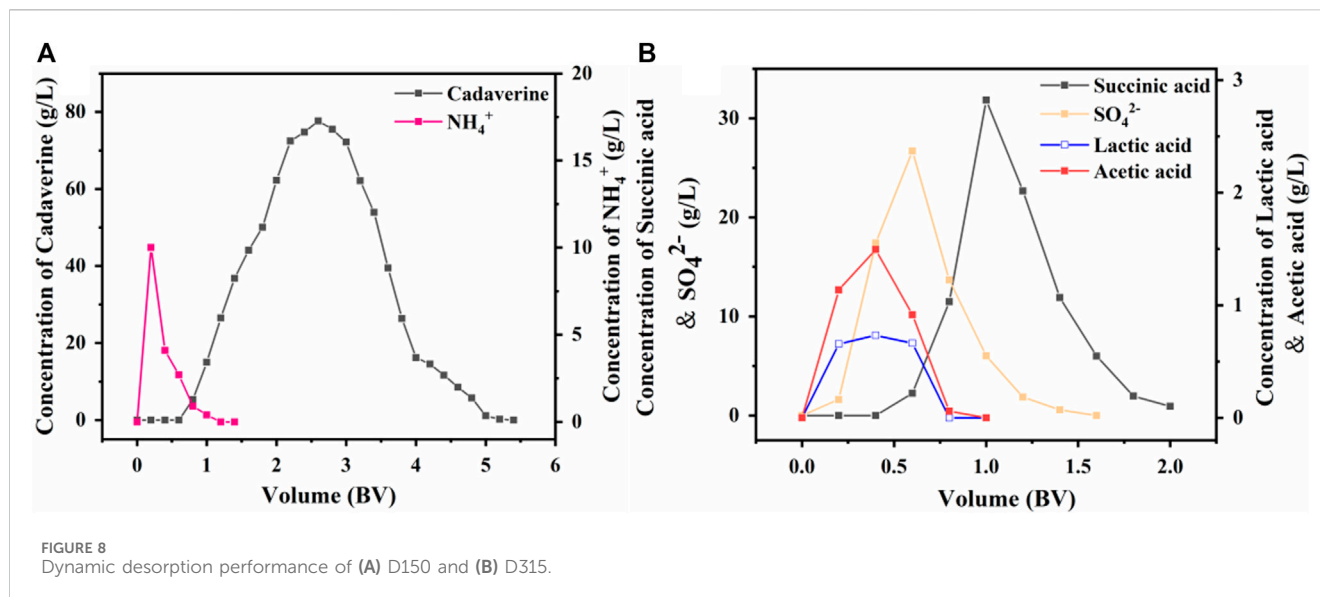 A
Cadaverine
NH₄⁺
80
60
40
20
0
20
15
10
5
0
0 1 2 3 4 5 6
Volume (BV)
Concentration of Cadaverine (g/L)
Concentration of NH₄⁺ (g/L)
B
Succinic acid
SO₄²⁻
Lactic acid
Acetic acid
30
20
10
0
3
2
1
0
0.0 0.5 1.0 1.5 2.0
Volume (BV)
Concentration of Succinic acid
& SO₄²⁻ (g/L)
Concentration of Lactic acid
& Acetic acid (g/L)
FIGURE 8
Dynamic desorption performance of (A) D150 and (B) D315.